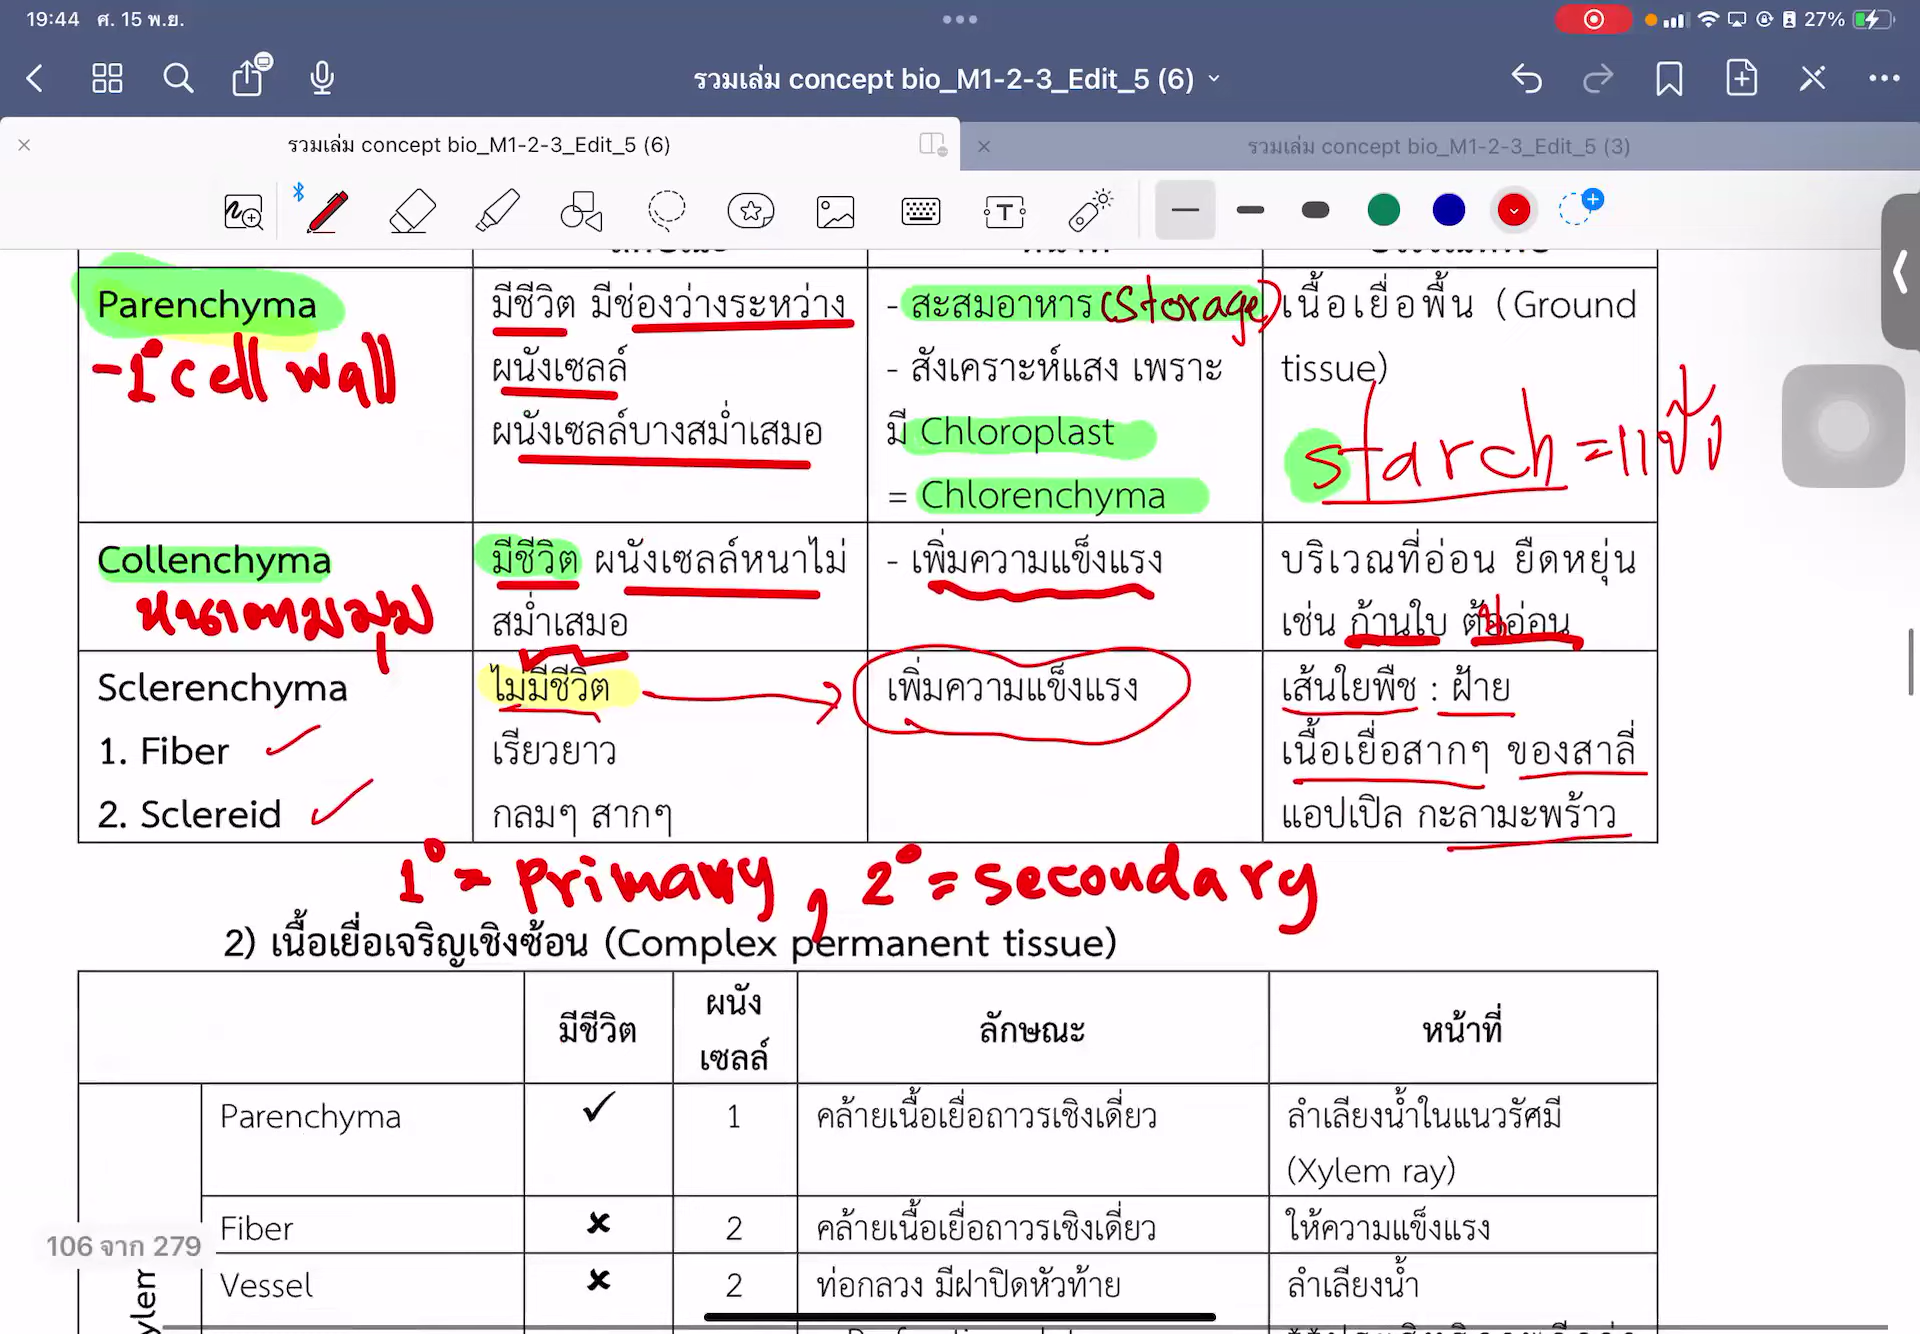 19:44 ศ. 15 พ.ย.
27%
รวมเล่ม concept bio_M1-2-3_Edit_5 (6)
รวมเล่ม concept bio_M1-2-3_Edit_5 (6)
รวมเล่ม concept bio_M1-2-3_Edit_5 (3)
Parenchyma
-1° cell wall
มีชีวิต มีช่องว่างระหว่าง
ผนังเซลล์
ผนังเซลล์บางสม่ำเสมอ
- สะสมอาหาร (Storage)
- สังเคราะห์แสง เพราะ
มี Chloroplast
= Chlorenchyma
เนื้อเยื่อพื้น (Ground
tissue)
starch = แป้ง
Collenchyma
หนาตามมุม
มีชีวิต ผนังเซลล์หนาไม่
สม่ำเสมอ
- เพิ่มความแข็งแรง
บริเวณที่อ่อน ยืดหยุ่น
เช่น ก้านใบ ต้นอ่อน
Sclerenchyma
1. Fiber
2. Sclereid
ไม่มีชีวิต
เรียวยาว
กลมๆ สากๆ
เพิ่มความแข็งแรง
เส้นใยพืช : ฝ้าย
เนื้อเยื่อสากๆ ของสาลี่
แอปเปิล กะลามะพร้าว
1° = Primary , 2° = secondary
2) เนื้อเยื่อเจริญเชิงซ้อน (Complex permanent tissue)
มีชีวิต
ผนัง
เซลล์
ลักษณะ
หน้าที่
Parenchyma
✓
1
คล้ายเนื้อเยื่อถาวรเชิงเดี่ยว
ลำเลียงน้ำในแนวรัศมี
(Xylem ray)
Fiber
✘
2
คล้ายเนื้อเยื่อถาวรเชิงเดี่ยว
ให้ความแข็งแรง
Vessel
✘
2
ท่อกลวง มีฝาปิดหัวท้าย
ลำเลียงน้ำ
106 จาก 279